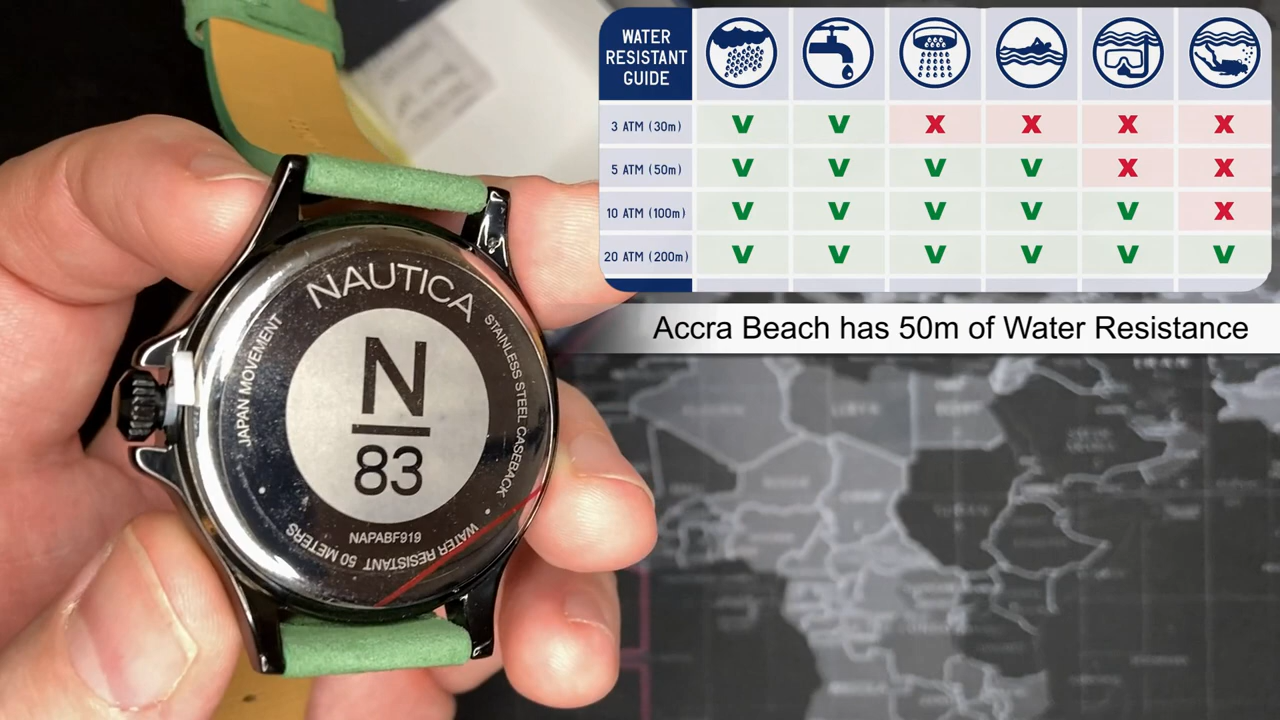 NAUTICA
JAPAN MOVEMENT
STAINLESS STEEL CASEBACK
N
83
NAPABF919
WATER RESISTANT 50 METERS
WATER
RESISTANT
GUIDE
3 ATM (30m) V V X X X X
5 ATM (50m) V V V V X X
10 ATM (100m) V V V V V X
20 ATM (200m) V V V V V V
Accra Beach has 50m of Water Resistance